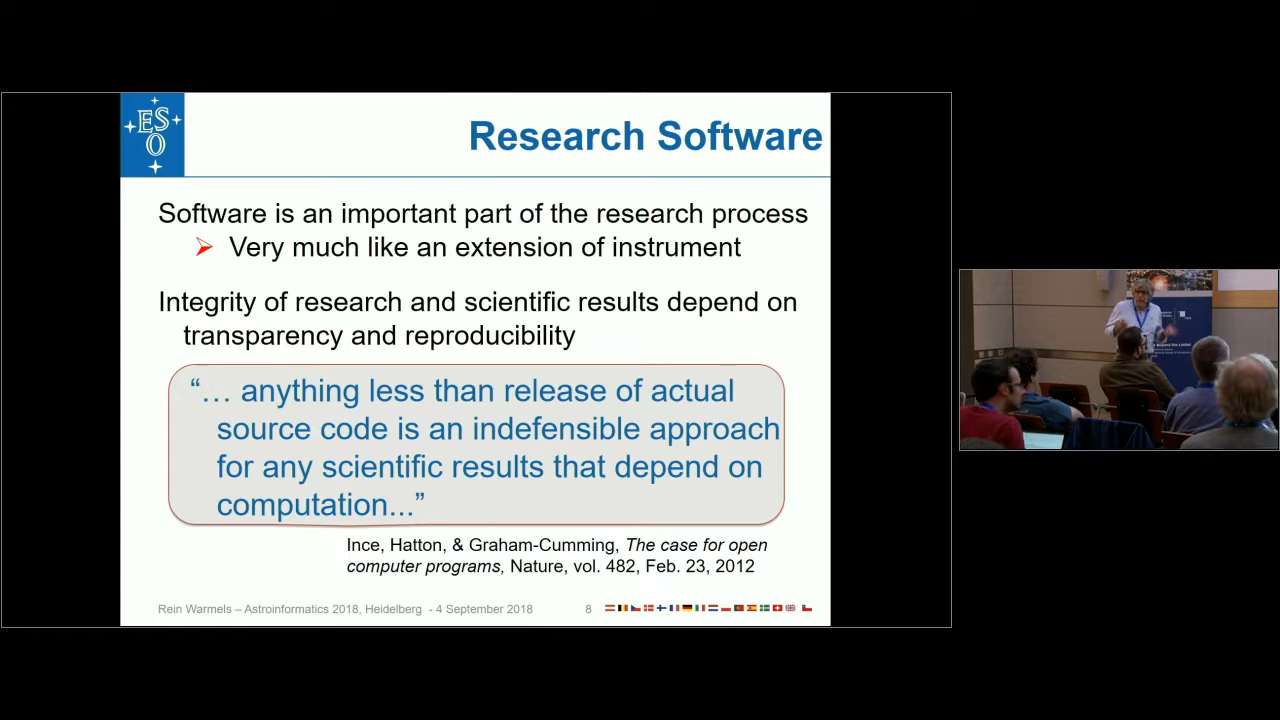 ESO
Research Software
Software is an important part of the research process
Very much like an extension of instrument
Integrity of research and scientific results depend on
transparency and reproducibility
“… anything less than release of actual
source code is an indefensible approach
for any scientific results that depend on
computation...”
Ince, Hatton, & Graham-Cumming, The case for open
computer programs, Nature, vol. 482, Feb. 23, 2012
Rein Warmels – Astroinformatics 2018, Heidelberg - 4 September 2018
8